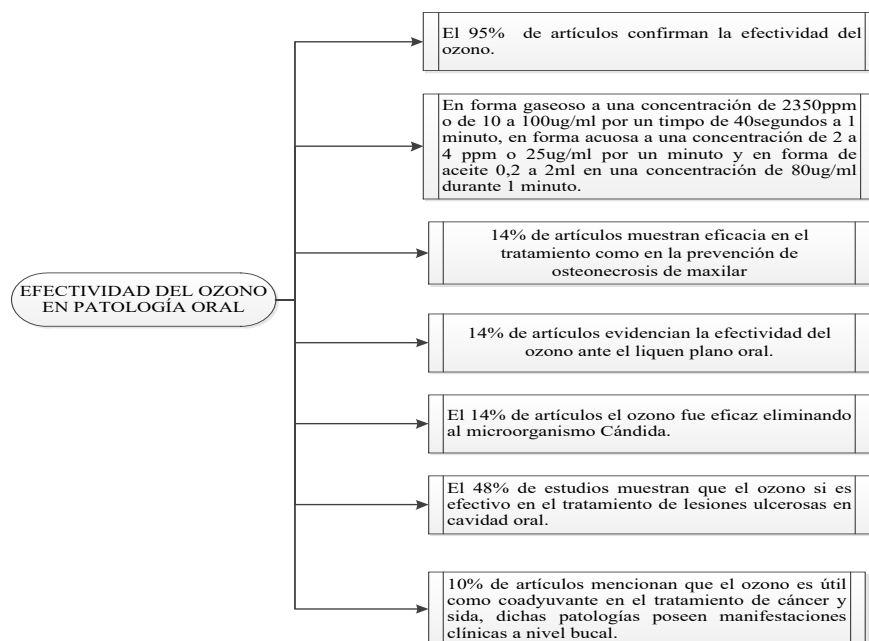 El 95% de artículos confirman la efectividad del
ozono.
En forma gaseoso a una concentración de 2350ppm
o de 10 a 100ug/ml por un timpo de 40segundos a 1
minuto, en forma acuosa a una concentración de 2 a
4 ppm o 25ug/ml por un minuto y en forma de
aceite 0,2 a 2ml en una concentración de 80ug/ml
durante 1 minuto.
14% de artículos muestran eficacia en el
tratamiento como en la prevención de
osteonecrosis de maxilar
EFECTIVIDAD DEL OZONO
EN PATOLOGÍA ORAL
14% de artículos evidencian la efectividad del
ozono ante el liquen plano oral.
El 14% de artículos el ozono fue eficaz eliminando
al microorganismo Cándida.
El 48% de estudios muestran que el ozono si es
efectivo en el tratamiento de lesiones ulcerosas en
cavidad oral.
10% de artículos mencionan que el ozono es útil
como coadyuvante en el tratamiento de cáncer y
sida, dichas patologías poseen manifestaciones
clínicas a nivel bucal.